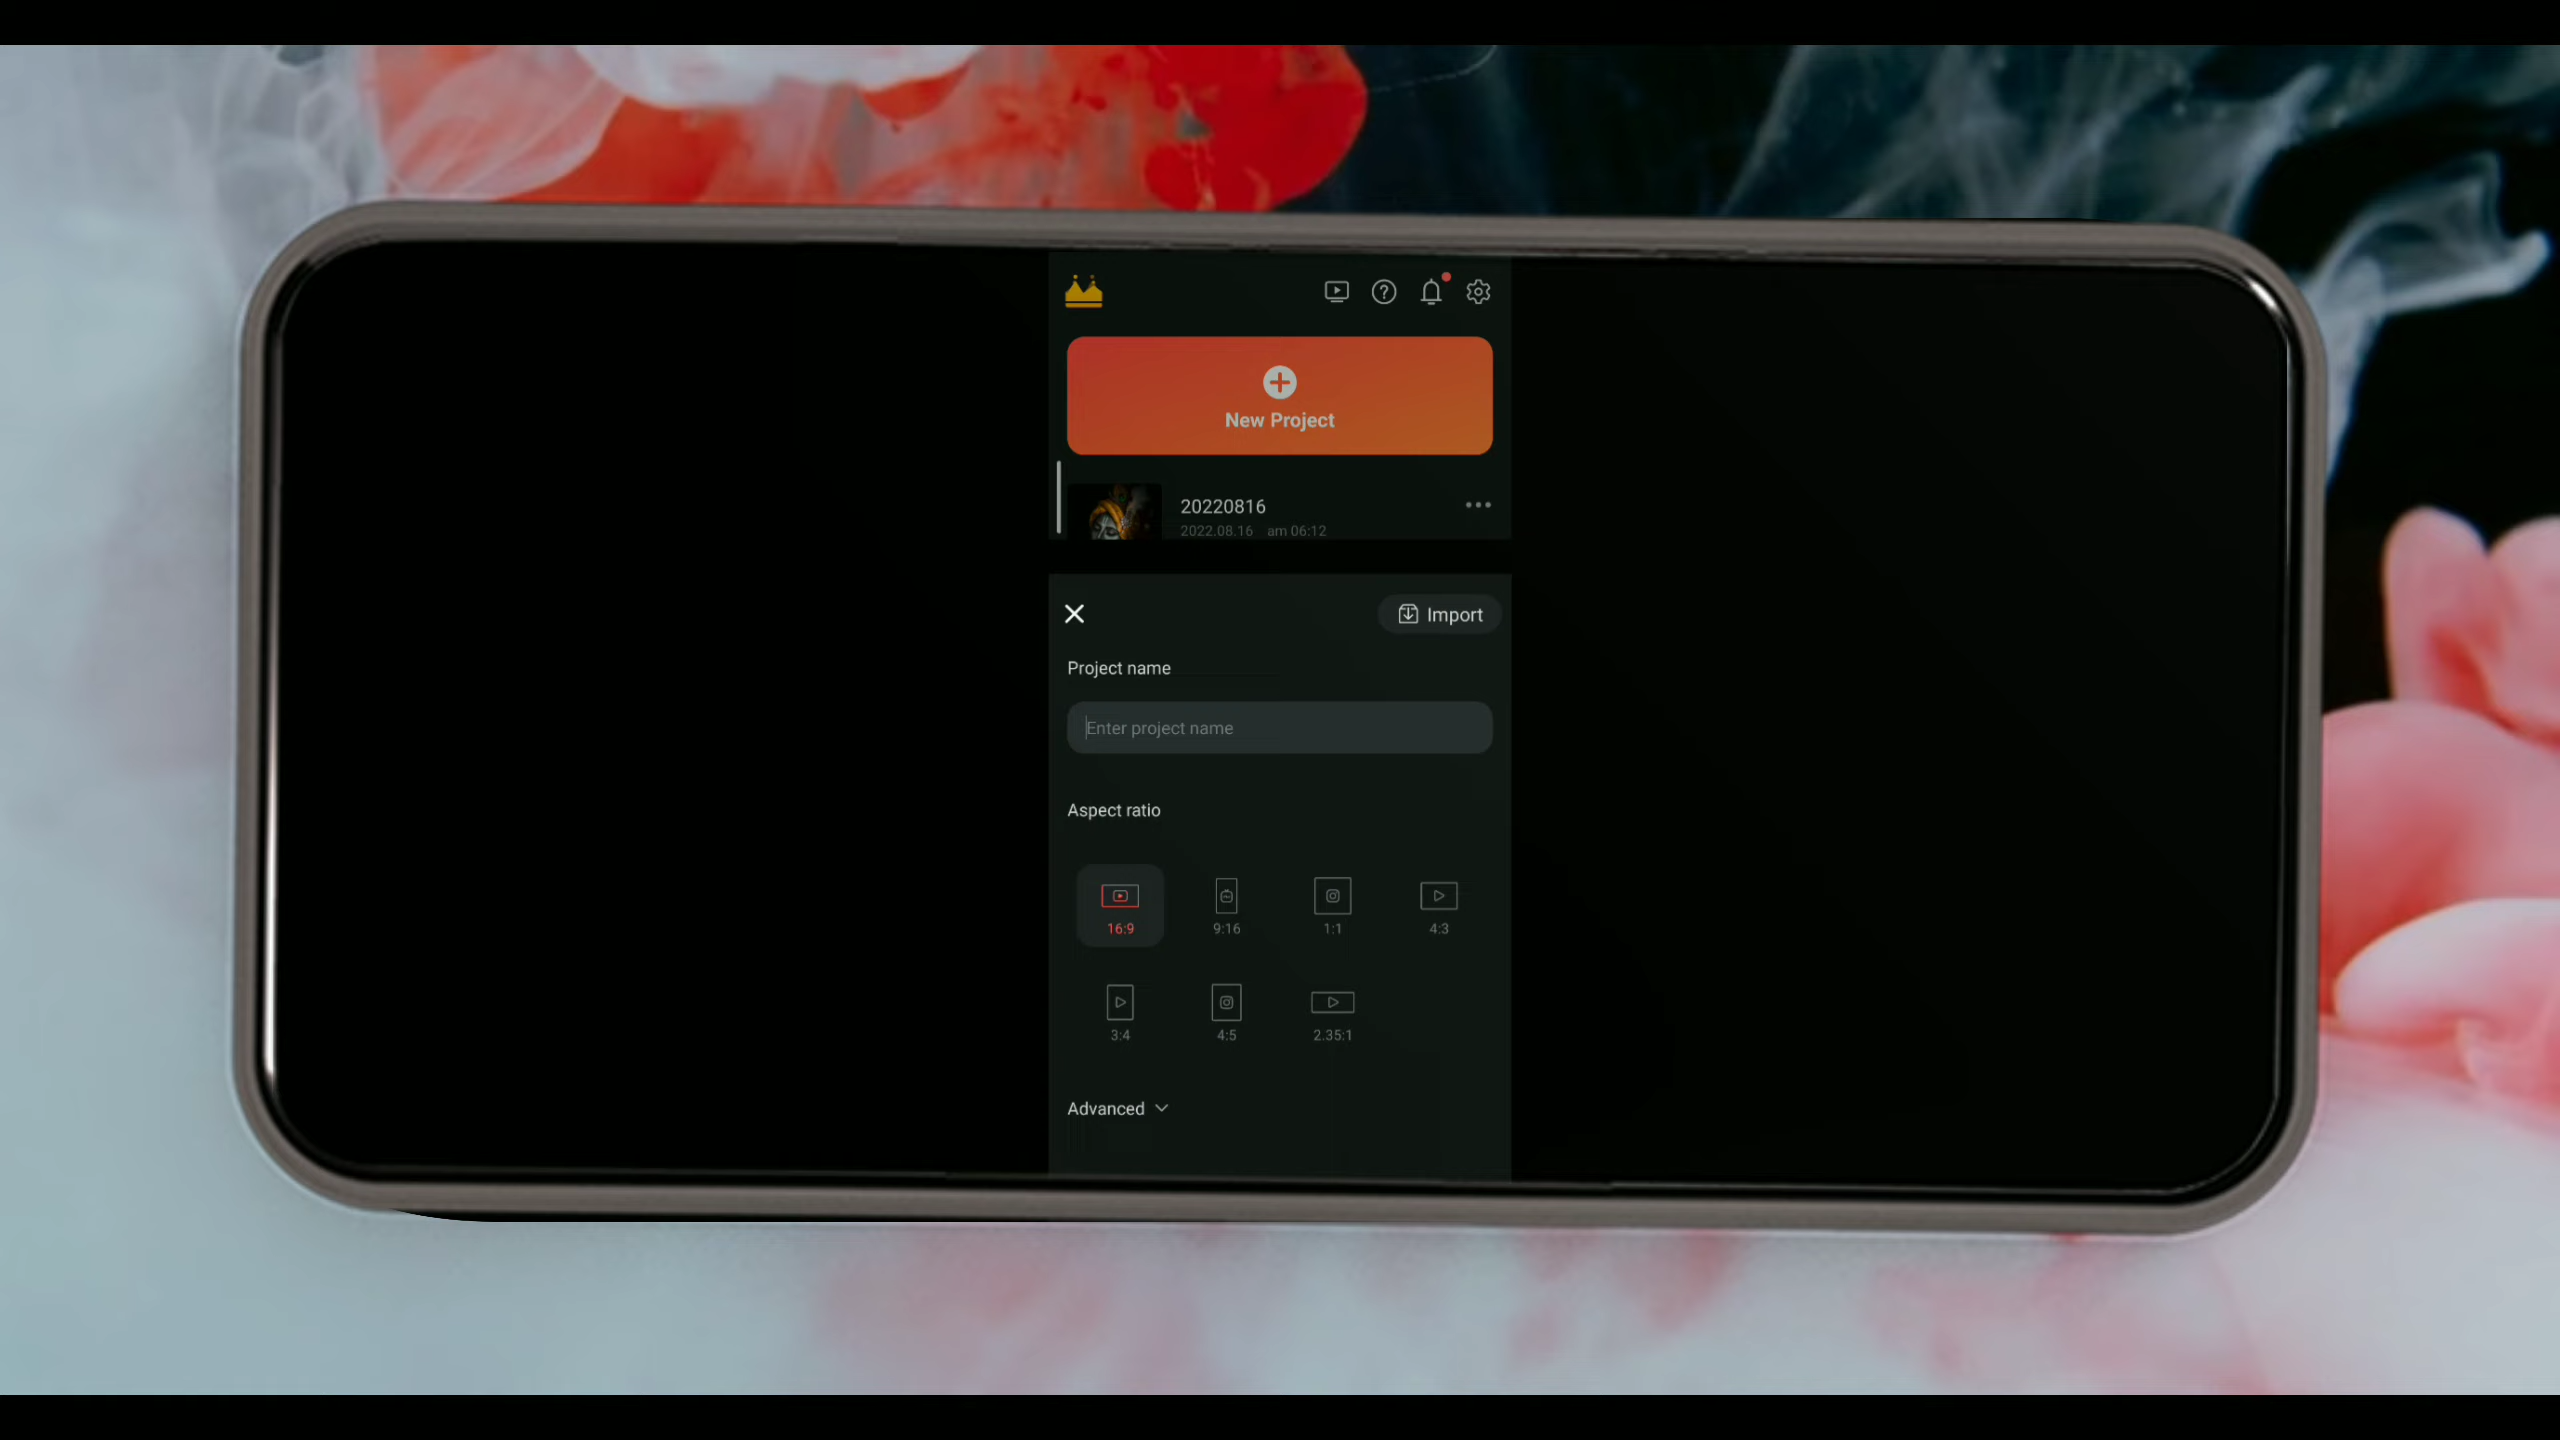 New Project
20220816
2022.08.16 am 06:12
Import
Project name
Enter project name
Aspect ratio
16:9
9:16
1:1
4:3
3:4
4:5
2.35:1
Advanced